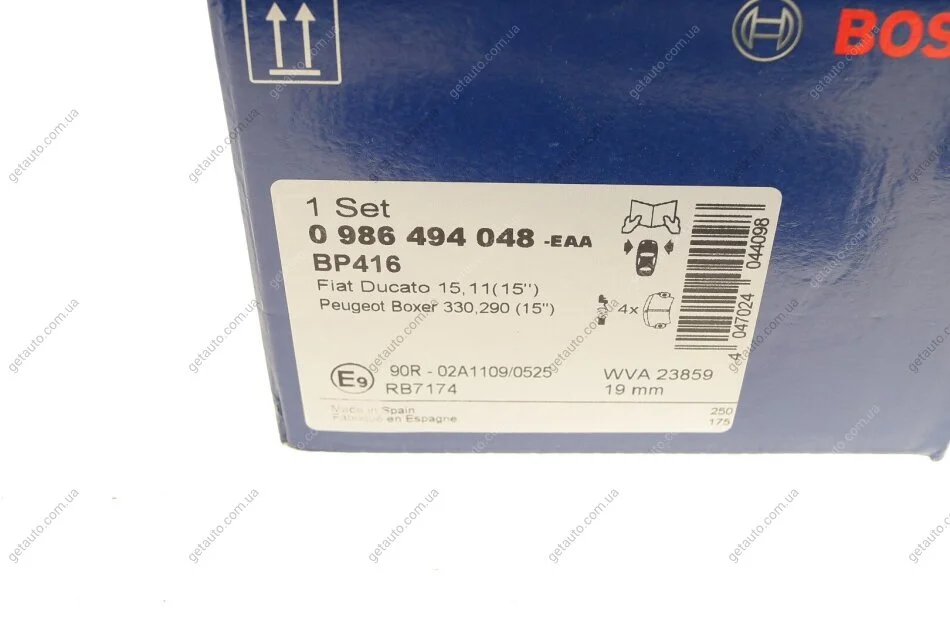 BOS
1 Set
0 986 494 048 -EAA
BP416
Fiat Ducato 15,11(15")
Peugeot Boxer 330,290 (15")
4x
4 047024 044098
E9
90R - 02A1109/0525
RB7174
WVA 23859
19 mm
Made in Spain
Fabriqué en Espagne
250
175
getauto.com.ua